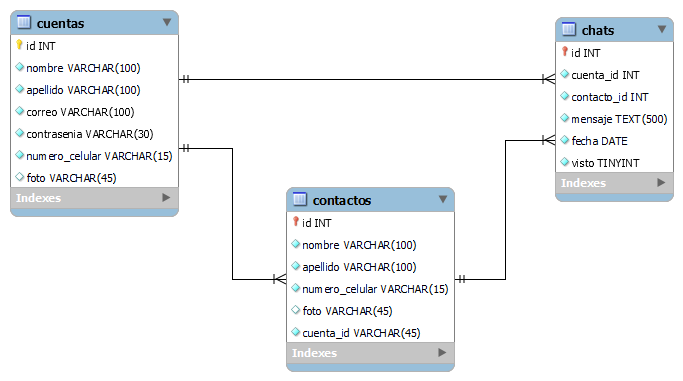 cuentas
id INT
nombre VARCHAR(100)
apellido VARCHAR(100)
correo VARCHAR(100)
contrasenia VARCHAR(30)
numero_celular VARCHAR(15)
foto VARCHAR(45)
Indexes
chats
id INT
cuenta_id INT
contacto_id INT
mensaje TEXT(500)
fecha DATE
visto TINYINT
Indexes
contactos
id INT
nombre VARCHAR(100)
apellido VARCHAR(100)
numero_celular VARCHAR(15)
foto VARCHAR(45)
cuenta_id VARCHAR(45)
Indexes